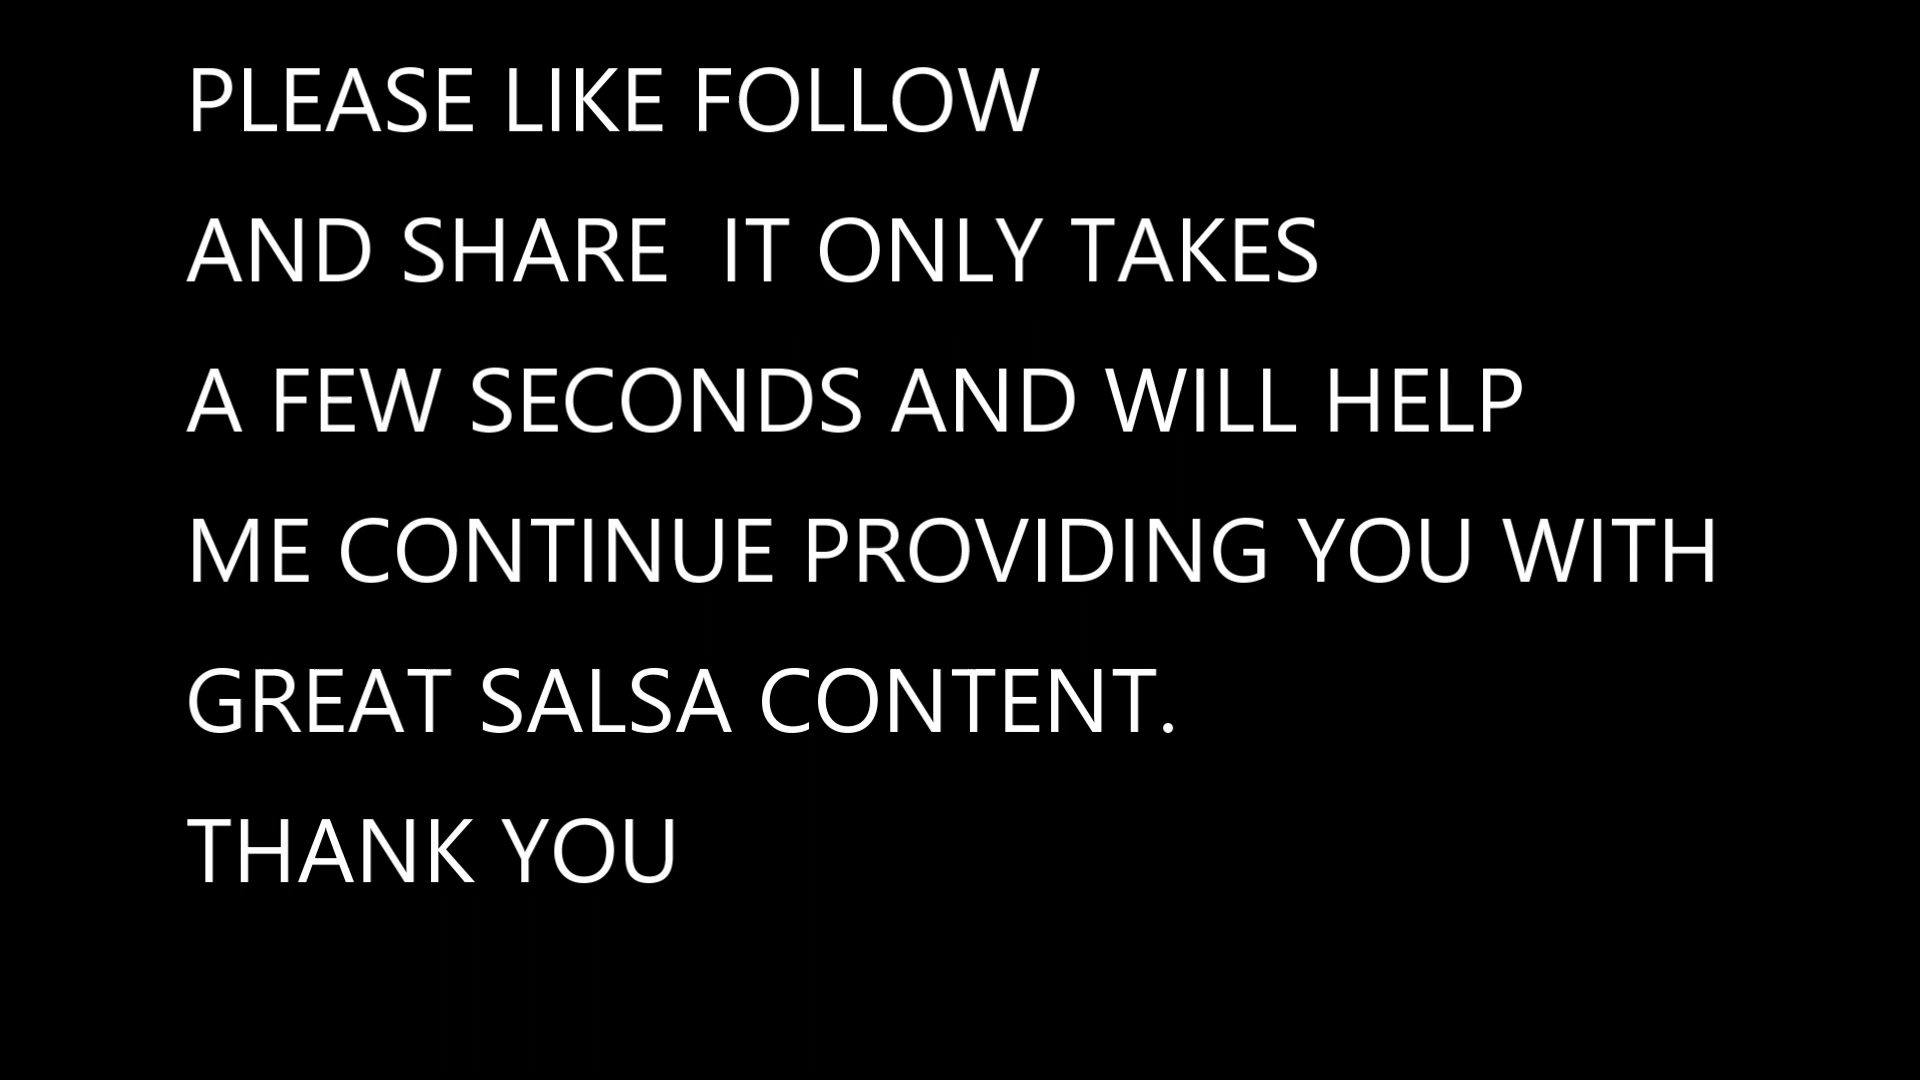 PLEASE LIKE FOLLOW
AND SHARE  IT ONLY TAKES
A FEW SECONDS AND WILL HELP
ME CONTINUE PROVIDING YOU WITH
GREAT SALSA CONTENT.
THANK YOU